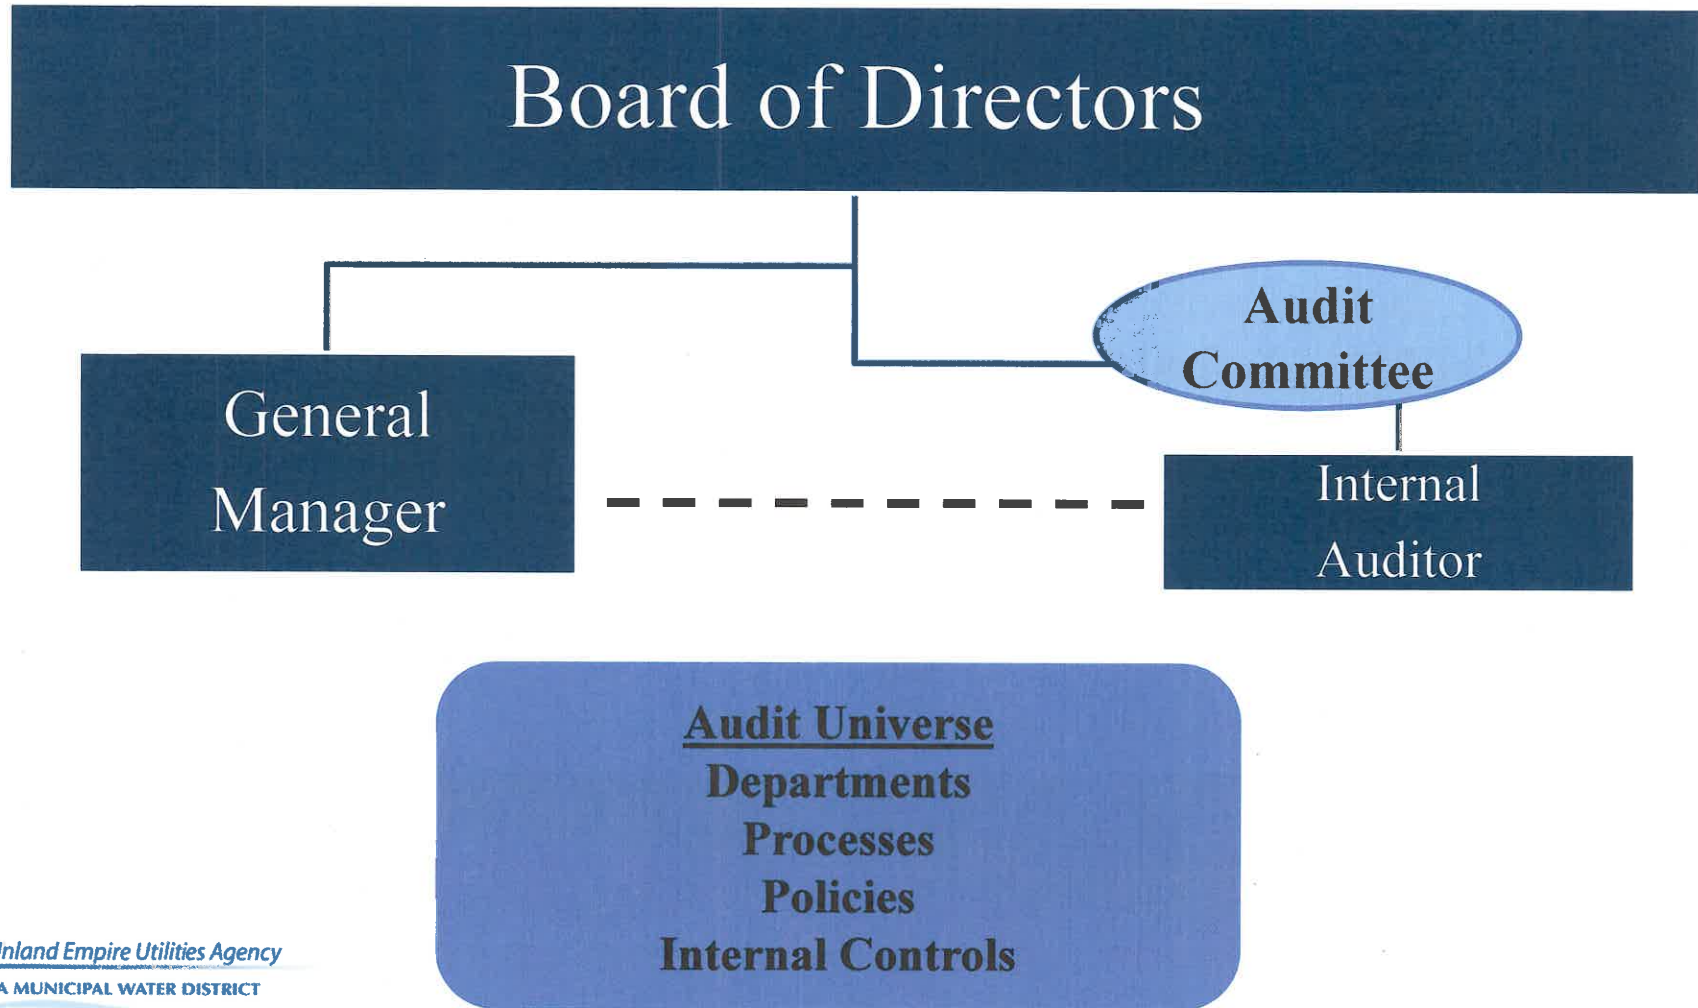 Board of Directors
Audit
Committee
General
Manager
Internal
Auditor
Audit Universe
Departments
Processes
Policies
Internal Controls
Inland Empire Utilities Agency
A MUNICIPAL WATER DISTRICT